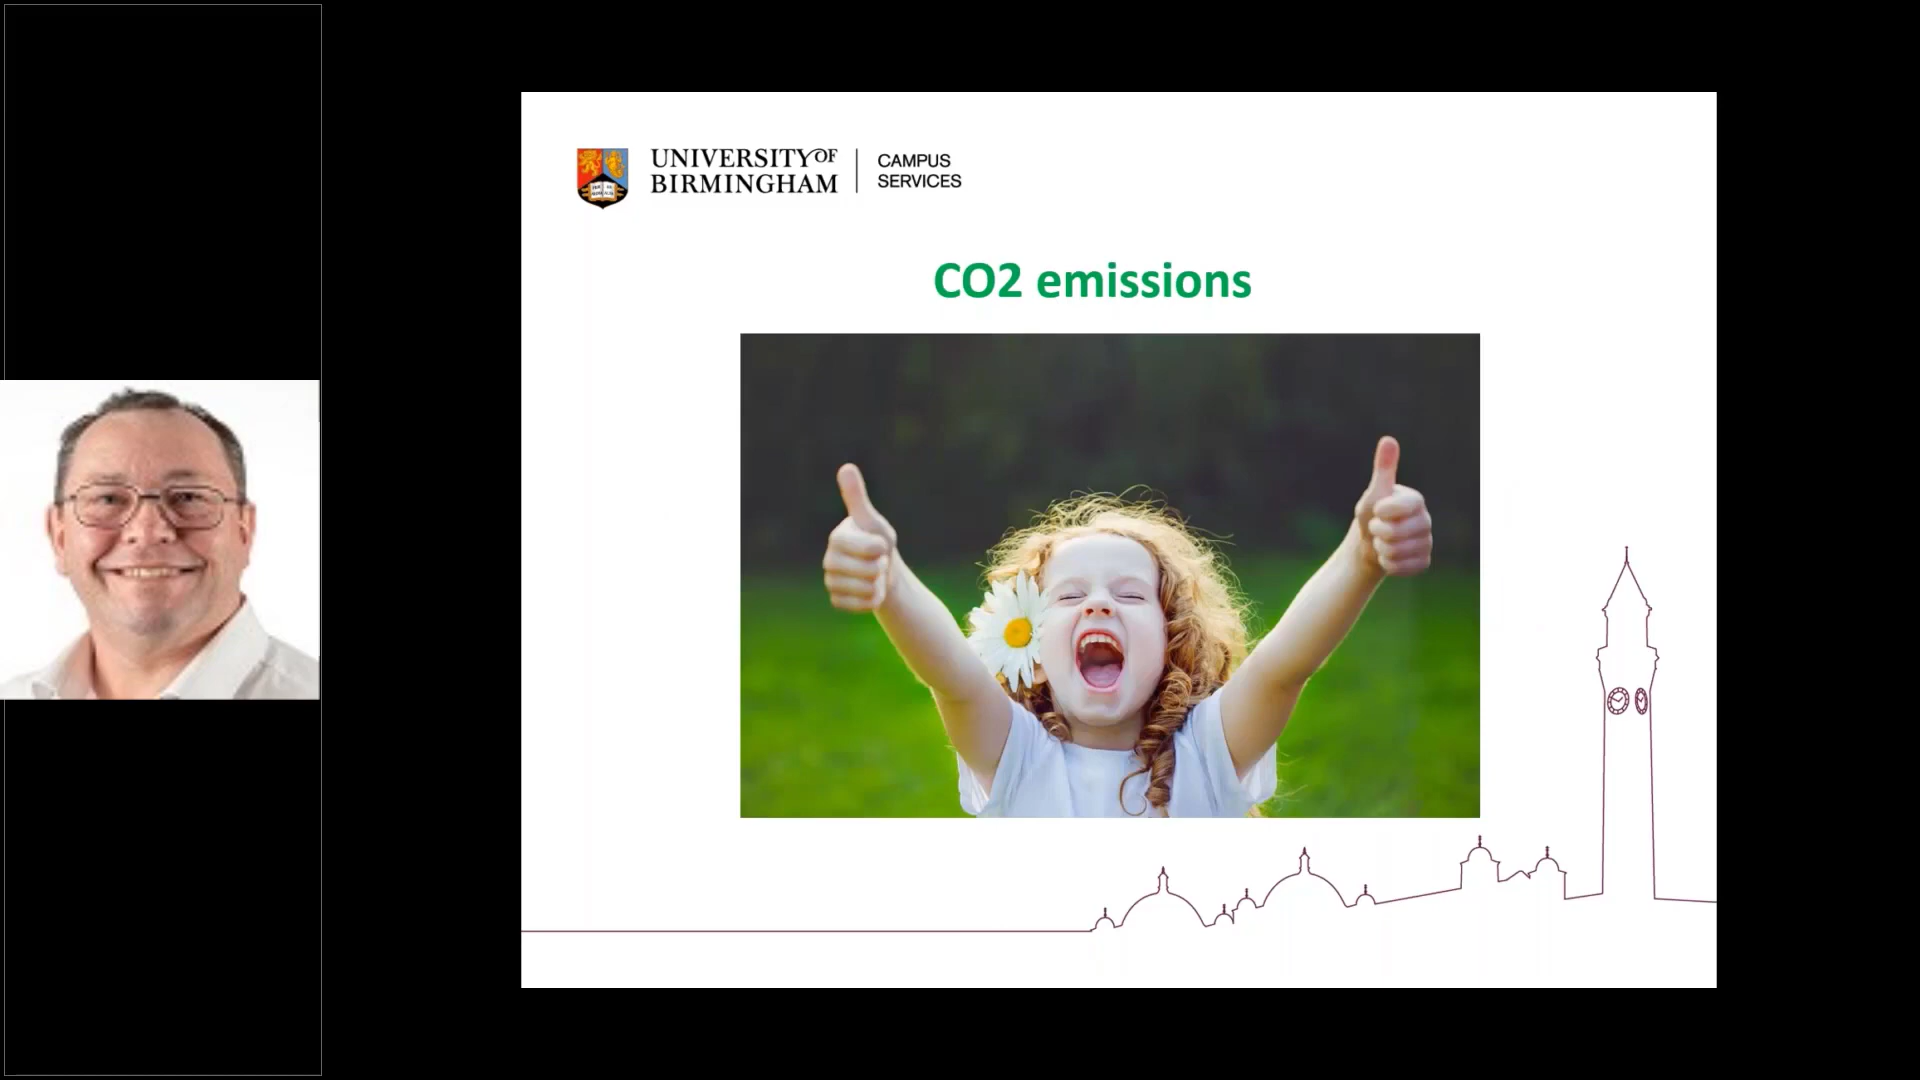 UNIVERSITY OF
BIRMINGHAM
CAMPUS
SERVICES
CO2 emissions